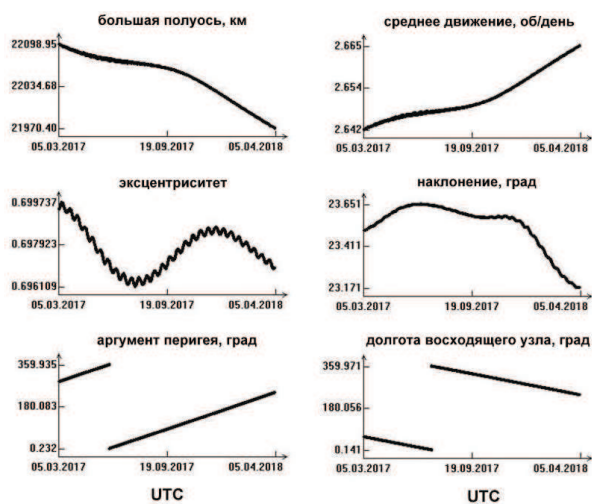 большая полуось, км
22098.95
22034.68
21970.40
05.03.2017 19.09.2017 05.04.2018
среднее движение, об/день
2.665
2.654
2.642
05.03.2017 19.09.2017 05.04.2018
эксцентриситет
0.699737
0.697923
0.696109
05.03.2017 19.09.2017 05.04.2018
наклонение, град
23.651
23.411
23.171
05.03.2017 19.09.2017 05.04.2018
аргумент перигея, град
359.935
180.083
0.232
05.03.2017 19.09.2017 05.04.2018
UTC
долгота восходящего узла, град
359.971
180.056
0.141
05.03.2017 19.09.2017 05.04.2018
UTC